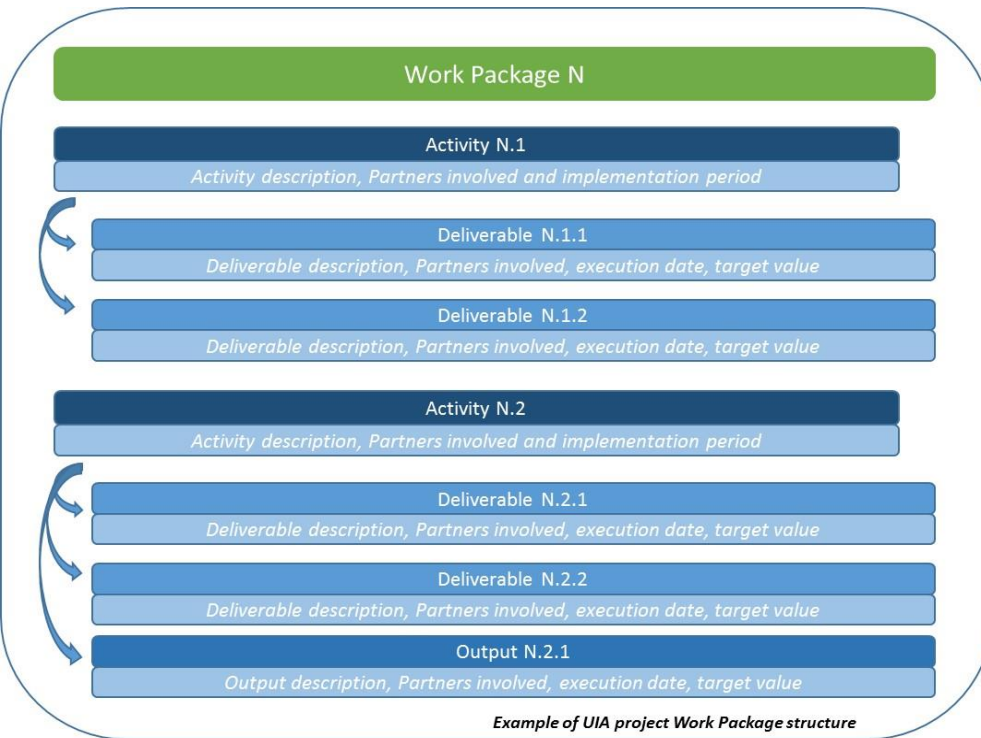 Work Package N
Activity N.1
Activity description, Partners involved and implementation period
Deliverable N.1.1
Deliverable description, Partners involved, execution date, target value
Deliverable N.1.2
Deliverable description, Partners involved, execution date, target value
Activity N.2
Activity description, Partners involved and implementation period
Deliverable N.2.1
Deliverable description, Partners involved, execution date, target value
Deliverable N.2.2
Deliverable description, Partners involved, execution date, target value
Output N.2.1
Output description, Partners involved, execution date, target value
Example of UIA project Work Package structure